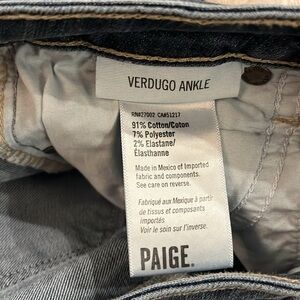 VERDUGO ANKLE
RN#27002 CA#51217
91% Cotton/Coton
7% Polyester
2% Elastane/
Élasthanne
Made in Mexico of Imported
fabric and components.
See care on reverse.
Fabriqué aux Mexique à partir
de tissus et composants
importés.
Voir le soin sur l'inverse.
PAIGE.